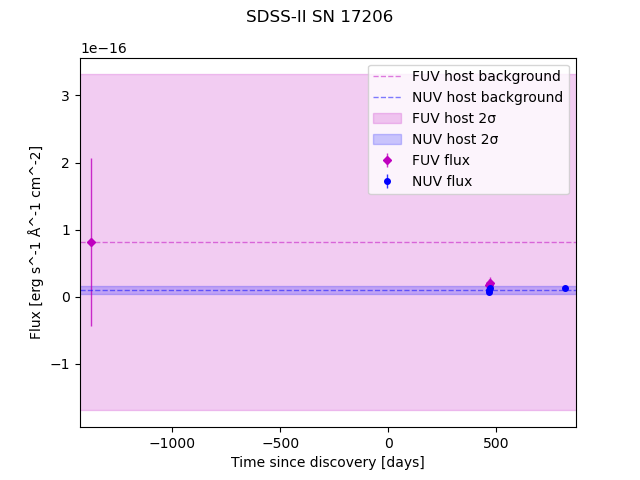 SDSS-II SN 17206
1e−16
FUV host background
NUV host background
FUV host 2σ
NUV host 2σ
FUV flux
NUV flux
3
2
1
0
−1
Flux [erg s^-1 Å^-1 cm^-2]
−1000
−500
0
500
Time since discovery [days]